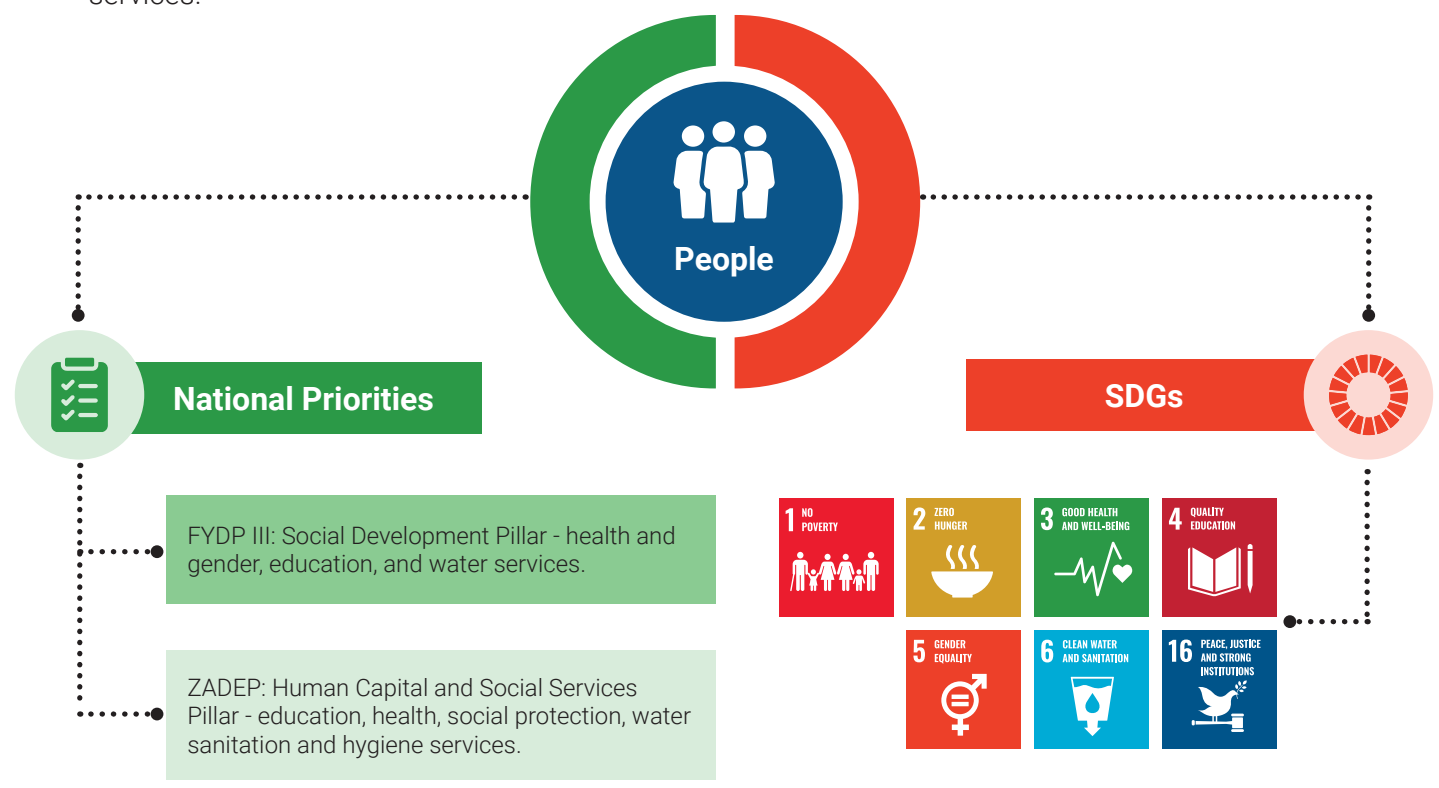 services.
People
National Priorities
SDGs
FYDP III: Social Development Pillar - health and
gender, education, and water services.
ZADEP: Human Capital and Social Services
Pillar - education, health, social protection, water
sanitation and hygiene services.
1 NO
POVERTY
2 ZERO
HUNGER
3 GOOD HEALTH
AND WELL-BEING
4 QUALITY
EDUCATION
5 GENDER
EQUALITY
6 CLEAN WATER
AND SANITATION
16 PEACE, JUSTICE
AND STRONG
INSTITUTIONS